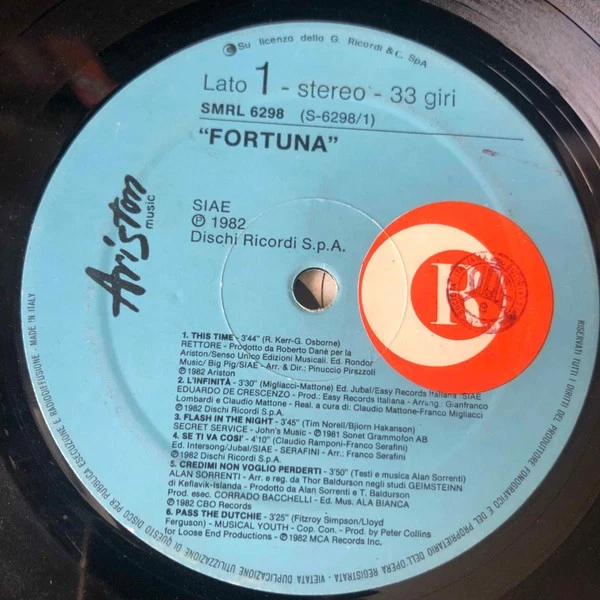 Su licenza della G. Ricordi & C. SpA
Lato 1 - stereo - 33 giri
SMRL 6298 (S-6298/1)
"FORTUNA"
Ariston
music
SIAE
Ⓟ 1982
Dischi Ricordi S.p.A.
R
1. THIS TIME - 3'44" (R. Kerr-G. Osborne)
RETTORE - Prodotto da Roberto Danè per la
Ariston/Senso Unico Edizioni Musicali. Ed. Rondor
Music/Big Pig/SIAE - Arr. & Dir.: Pinuccio Pirazzoli
Ⓟ1982 Ariston
2. L'INFINITÀ - 3'30" (Migliacci-Mattone) Ed. Jubal/Easy Records Italiana /SIAE
EDUARDO DE CRESCENZO - Prod.: Easy Records Italiana - Arrang. Gianfranco
Lombardi e Claudio Mattone - Real. a cura di: Claudio Mattone-Franco Migliacci
Ⓟ1982 Dischi Ricordi S.p.A.
3. FLASH IN THE NIGHT - 3'45" (Tim Norell/Bjiorn Hakanson)
SECRET SERVICE - John's Music - Ⓟ1981 Sonet Gramofon AB
4. SE TI VA COSI' - 4'10" (Claudio Ramponi-Franco Serafini)
Ed. Intersong/Jubal/SIAE - SERAFINI - Arr.: Franco Serafini
Ⓟ1982 Dischi Ricordi S.p.A.
5. CREDIMI NON VOGLIO PERDERTI - 3'50" (Testi e musica Alan Sorrenti)
ALAN SORRENTI - Arr. e reg. da Thor Baldurson negli studi GEIMSTEINN
di Keflavik-Islanda - Prodotto da Alan Sorrenti e T. Baldurson
Prod. esec. CORRADO BACCHELLI - Ed. Mus. ALA BIANCA
Ⓟ1982 CBO Records
6. PASS THE DUTCHIE - 3'25" (Fitzroy Simpson/Lloyd
Ferguson) - MUSICAL YOUTH - Cop. Con. - Prod. by Peter Collins
for Loose End Productions - Ⓟ1982 MCA Records Inc.
RISERVATI TUTTI I DIRITTI DEL PRODUTTORE FONOGRAFICO E DEL PROPRIETARIO DELL'OPERA REGISTRATA - VIETATA DUPLICAZIONE UTILIZZAZIONE DI QUESTO DISCO PER PUBBLICA ESECUZIONE E RADIODIFFUSIONE - MADE IN ITALY